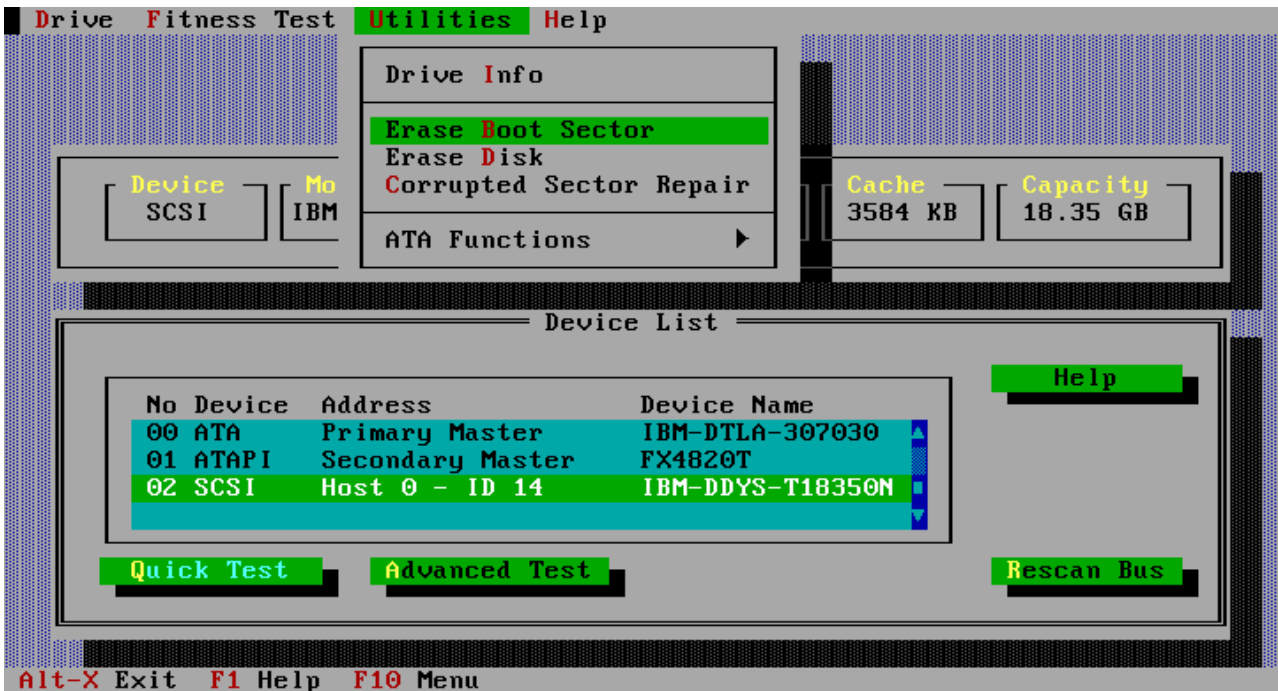 Drive Fitness Test Utilities Help
Drive Info
Erase Boot Sector
Erase Disk
Corrupted Sector Repair
ATA Functions
Device Mo Cache Capacity
SCSI IBM 3584 KB 18.35 GB
Device List
Help
No Device Address Device Name
00 ATA Primary Master IBM-DTLA-307030
01 ATAPI Secondary Master FX4820T
02 SCSI Host 0 - ID 14 IBM-DDYS-T18350N
Quick Test Advanced Test Rescan Bus
Alt-X Exit F1 Help F10 Menu